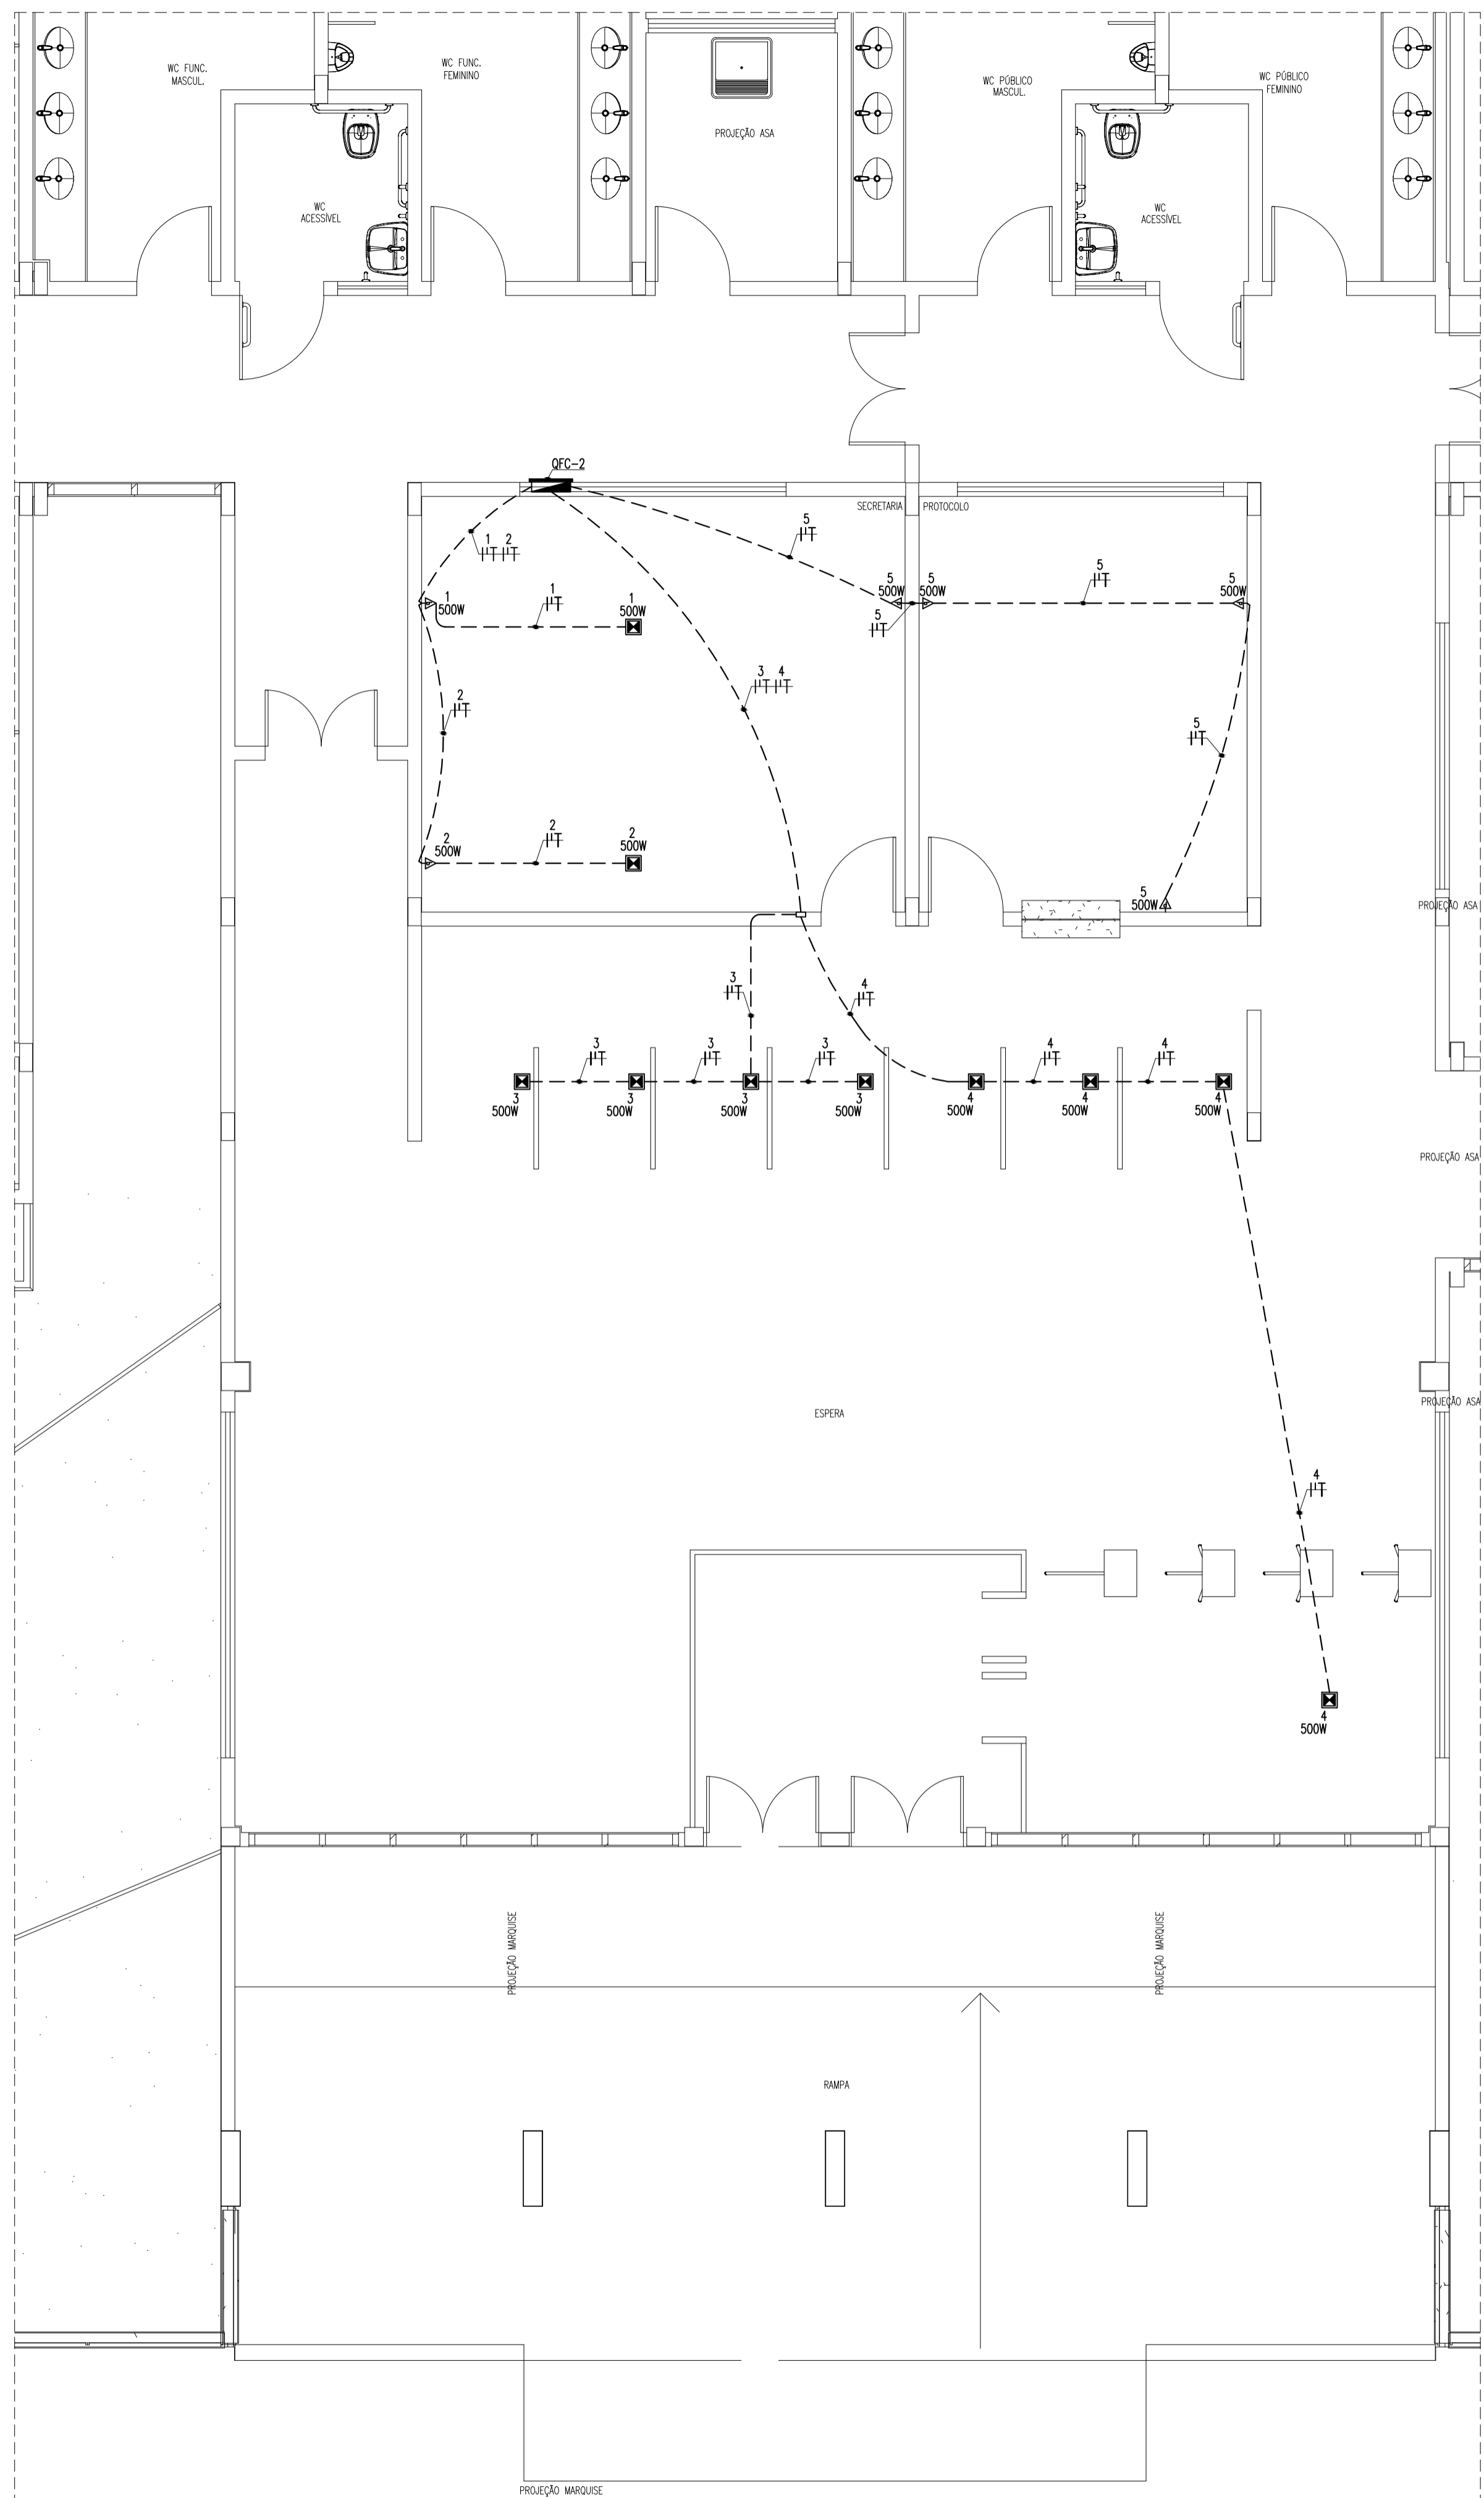 WC FUNC.
MASCUL.
WC FUNC.
FEMININO
WC PÚBLICO
MASCUL.
WC PÚBLICO
FEMININO
PROJEÇÃO ASA
WC
ACESSÍVEL
WC
ACESSÍVEL
QFC-2
SECRETARIA
PROTOCOLO
5
1 2
5
500W
5
500W
5
5
500W
1
500W
1
1
500W
5
3 4
2
5
2
500W
2
2
500W
5
500W
PROJEÇÃO ASA
3
4
3
3
3
4
4
3
500W
3
500W
3
500W
3
500W
4
500W
4
500W
4
500W
PROJEÇÃO ASA
PROJEÇÃO ASA
ESPERA
4
4
500W
PROJEÇÃO MARQUISE
PROJEÇÃO MARQUISE
RAMPA
PROJEÇÃO MARQUISE